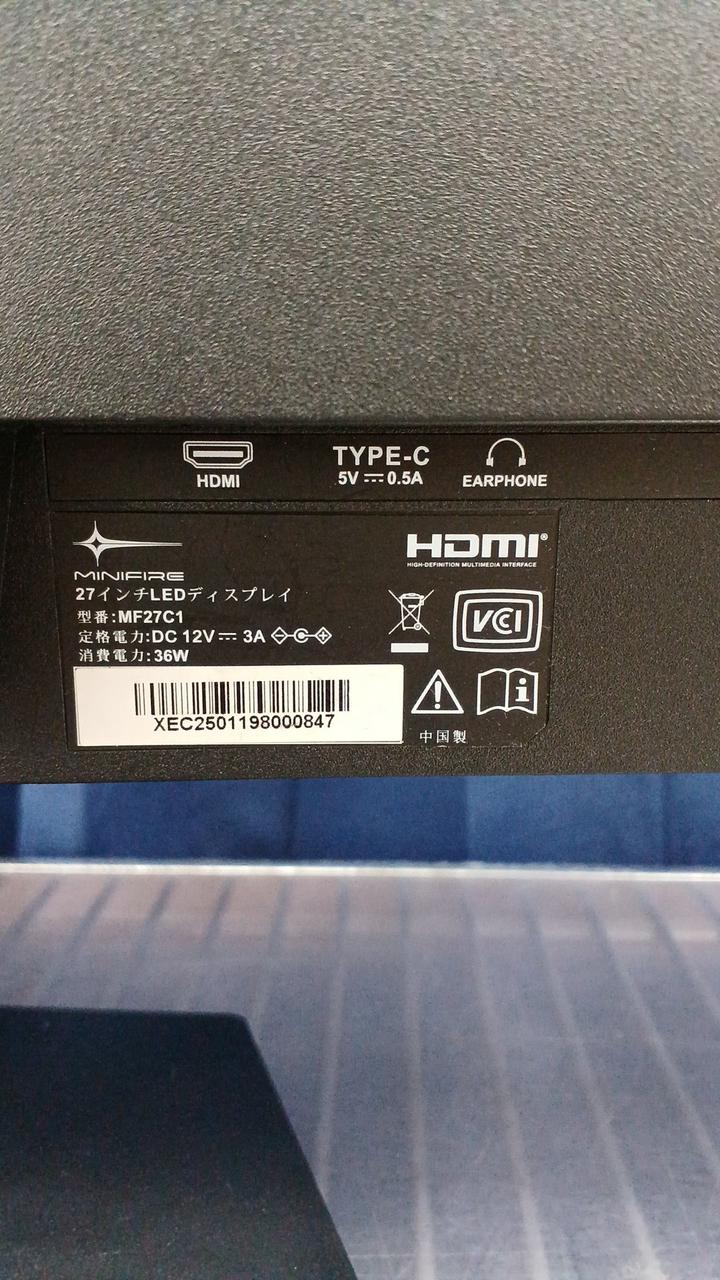 HDMI
TYPE-C
5V⎓0.5A
EARPHONE
MINIFIRE
27インチLEDディスプレイ
型番:MF27C1
定格電力:DC 12V⎓ 3A
消費電力:36W
XEC2501198000847
HDMI®
HIGH-DEFINITION MULTIMEDIA INTERFACE
VCCI
中国製